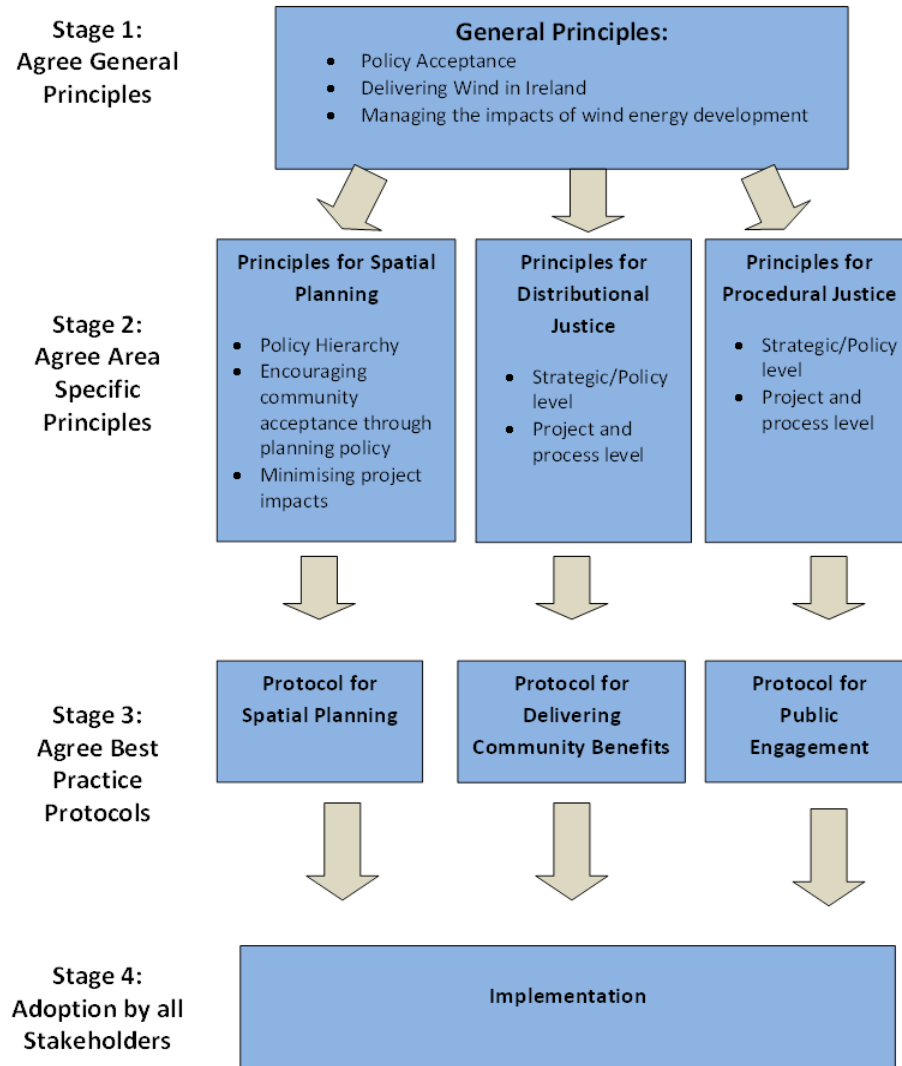 Stage 1:
Agree General
Principles
General Principles:
• Policy Acceptance
• Delivering Wind in Ireland
• Managing the impacts of wind energy development
Stage 2:
Agree Area
Specific
Principles
Principles for Spatial
Planning
• Policy Hierarchy
• Encouraging
community
acceptance through
planning policy
• Minimising project
impacts
Principles for
Distributional
Justice
• Strategic/Policy
level
• Project and
process level
Principles for
Procedural Justice
• Strategic/Policy
level
• Project and
process level
Stage 3:
Agree Best
Practice
Protocols
Protocol for
Spatial Planning
Protocol for
Delivering
Community Benefits
Protocol for
Public
Engagement
Stage 4:
Adoption by all
Stakeholders
Implementation